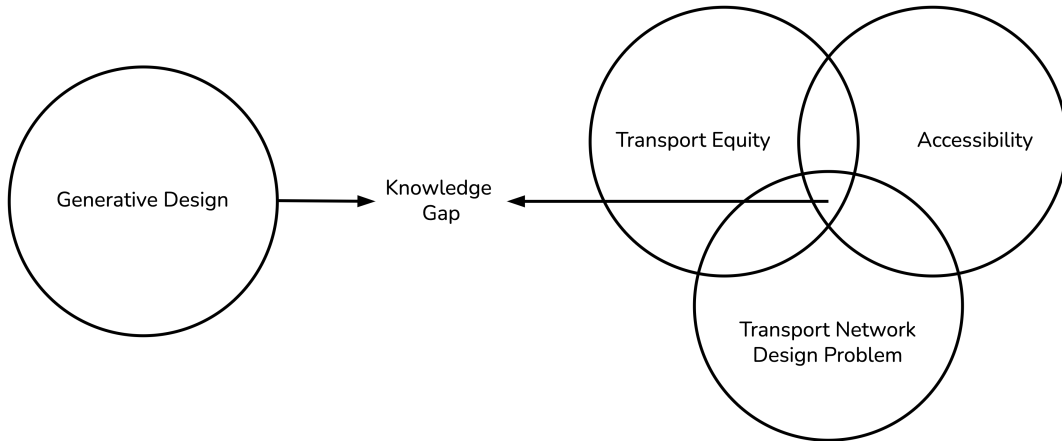 Generative Design
Knowledge
Gap
Transport Equity
Accessibility
Transport Network
Design Problem